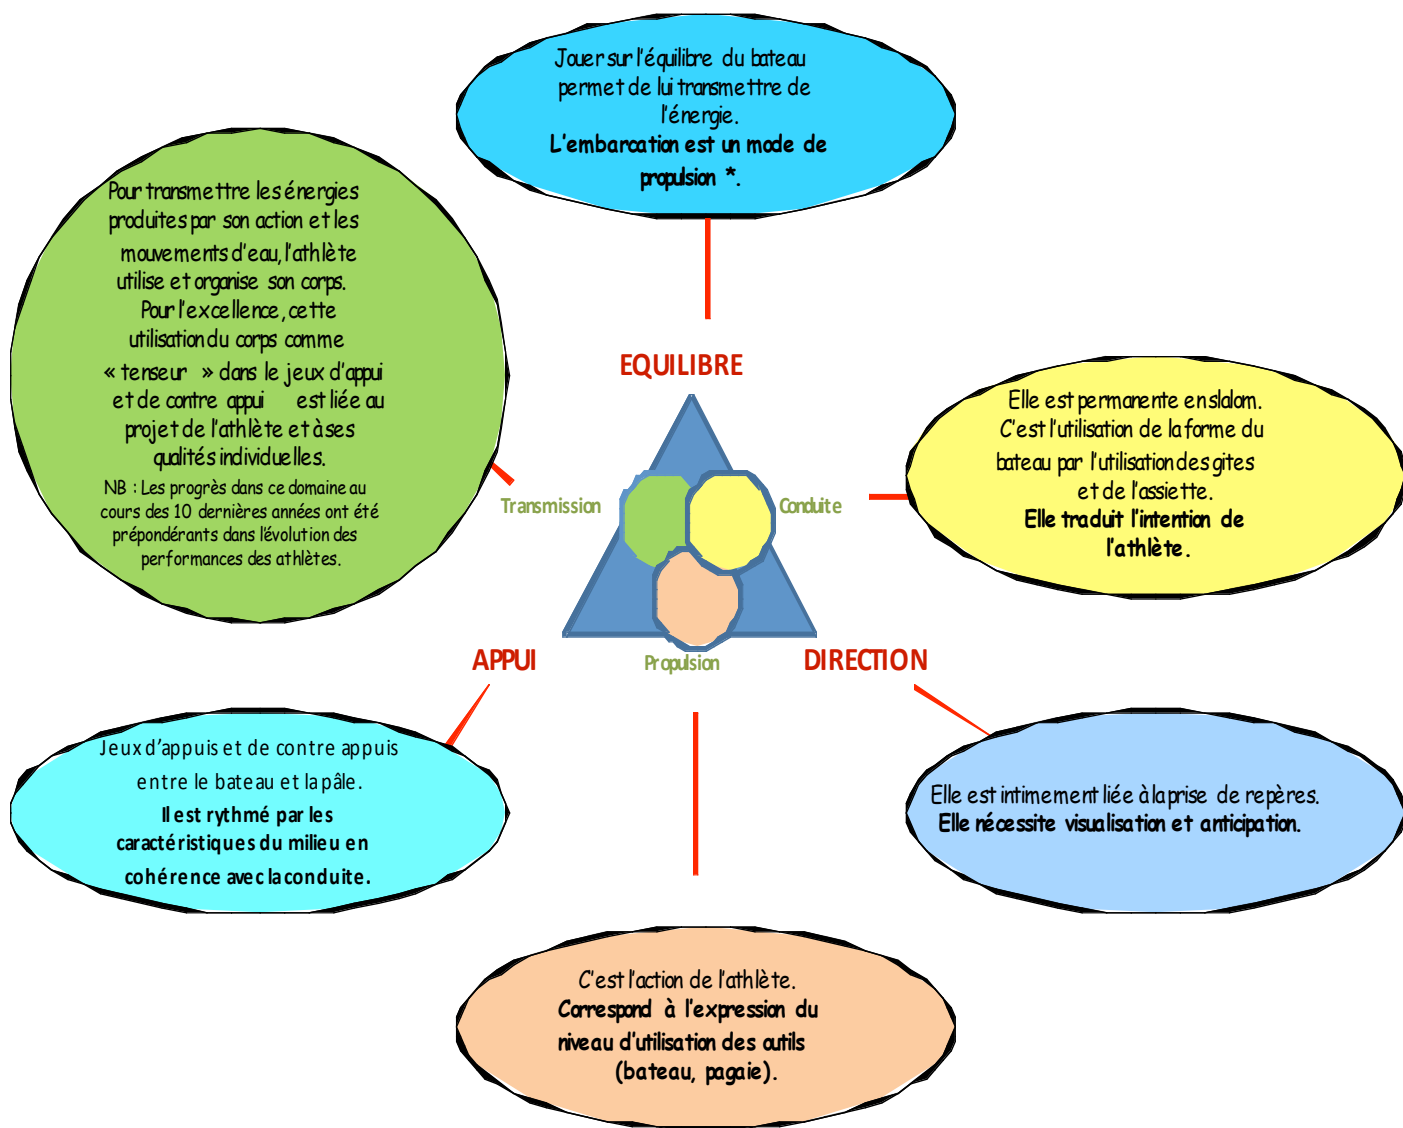 Jouer sur l'équilibre du bateau
permet de lui transmettre de
l'énergie.
L'embarcation est un mode de
propulsion *.
Pour transmettre les énergies
produites par son action et les
mouvements d'eau, l'athlète
utilise et organise son corps.
Pour l'excellence, cette
utilisation du corps comme
« tenseur » dans le jeux d'appui
et de contre appui est liée au
projet de l'athlète et à ses
qualités individuelles.
NB : Les progrès dans ce domaine au
cours des 10 dernières années ont été
prépondérants dans l'évolution des
performances des athlètes.
EQUILIBRE
Elle est permanente en slalom.
C'est l'utilisation de la forme du
bateau par l'utilisation des gites
et de l'assiette.
Elle traduit l'intention de
l'athlète.
Transmission
Conduite
APPUI
Propulsion
DIRECTION
Jeux d'appuis et de contre appuis
entre le bateau et la pâle.
Il est rythmé par les
caractéristiques du milieu en
cohérence avec la conduite.
Elle est intimement liée à la prise de repères.
Elle nécessite visualisation et anticipation.
C'est l'action de l'athlète.
Correspond à l'expression du
niveau d'utilisation des outils
(bateau, pagaie).